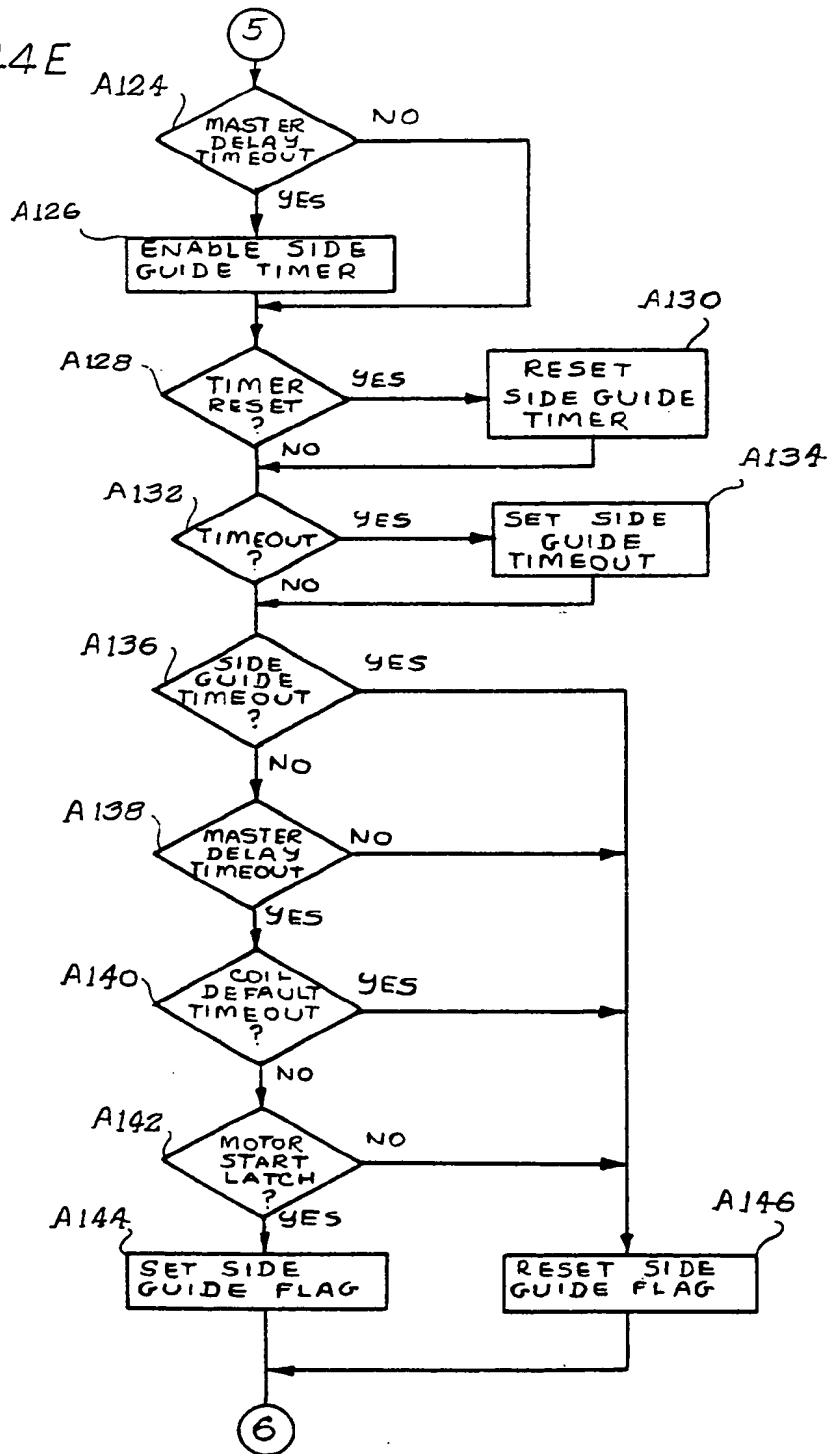 5
4E
A124
MASTER
DELAY
TIMEOUT
NO
YES
A126
ENABLE SIDE
GUIDE TIMER
A128
TIMER
RESET
?
YES
NO
A130
RESET
SIDE GUIDE
TIMER
A132
TIMEOUT
?
YES
NO
A134
SET SIDE
GUIDE
TIMEOUT
A136
SIDE
GUIDE
TIMEOUT
?
YES
NO
A138
MASTER
DELAY
TIMEOUT
NO
YES
A140
COIL
DEFAULT
TIMEOUT
?
YES
NO
A142
MOTOR
START
LATCH
?
NO
YES
A144
SET SIDE
GUIDE FLAG
A146
RESET SIDE
GUIDE FLAG
6